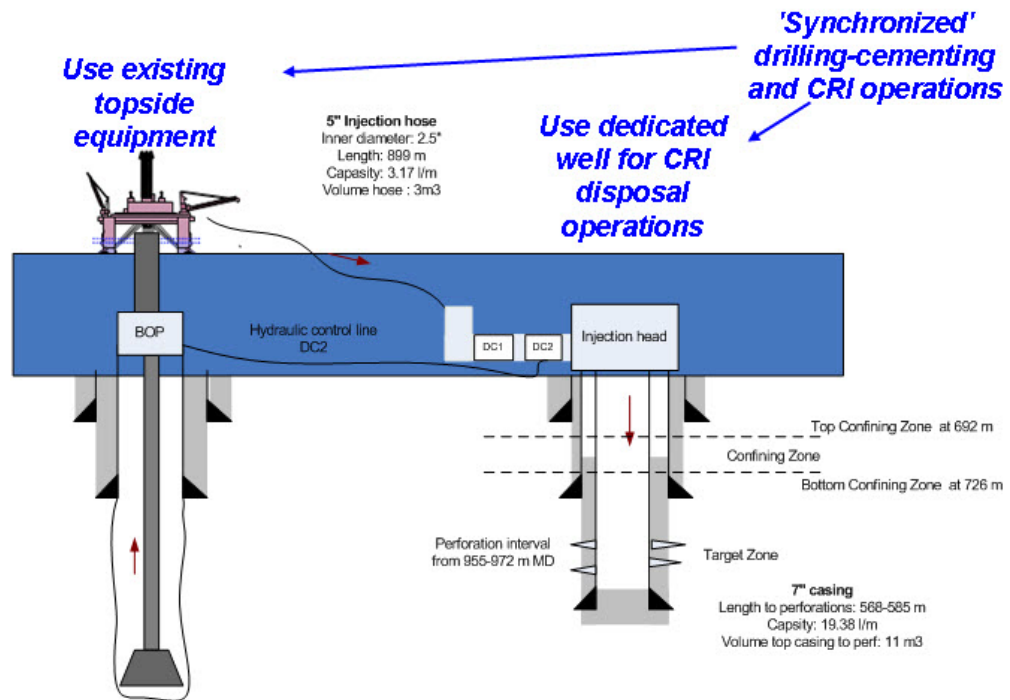 'Synchronized'
drilling-cementing
and CRI operations
Use existing
topside
equipment
5" Injection hose
Inner diameter: 2.5"
Length: 899 m
Capacity: 3.17 l/m
Volume hose : 3m3
Use dedicated
well for CRI
disposal
operations
BOP
Hydraulic control line
DC2
DC1
DC2
Injection head
Top Confining Zone at 692 m
Confining Zone
Bottom Confining Zone at 726 m
Perforation interval
from 955-972 m MD
Target Zone
7" casing
Length to perforations: 568-585 m
Capsity: 19.38 l/m
Volume top casing to perf: 11 m3